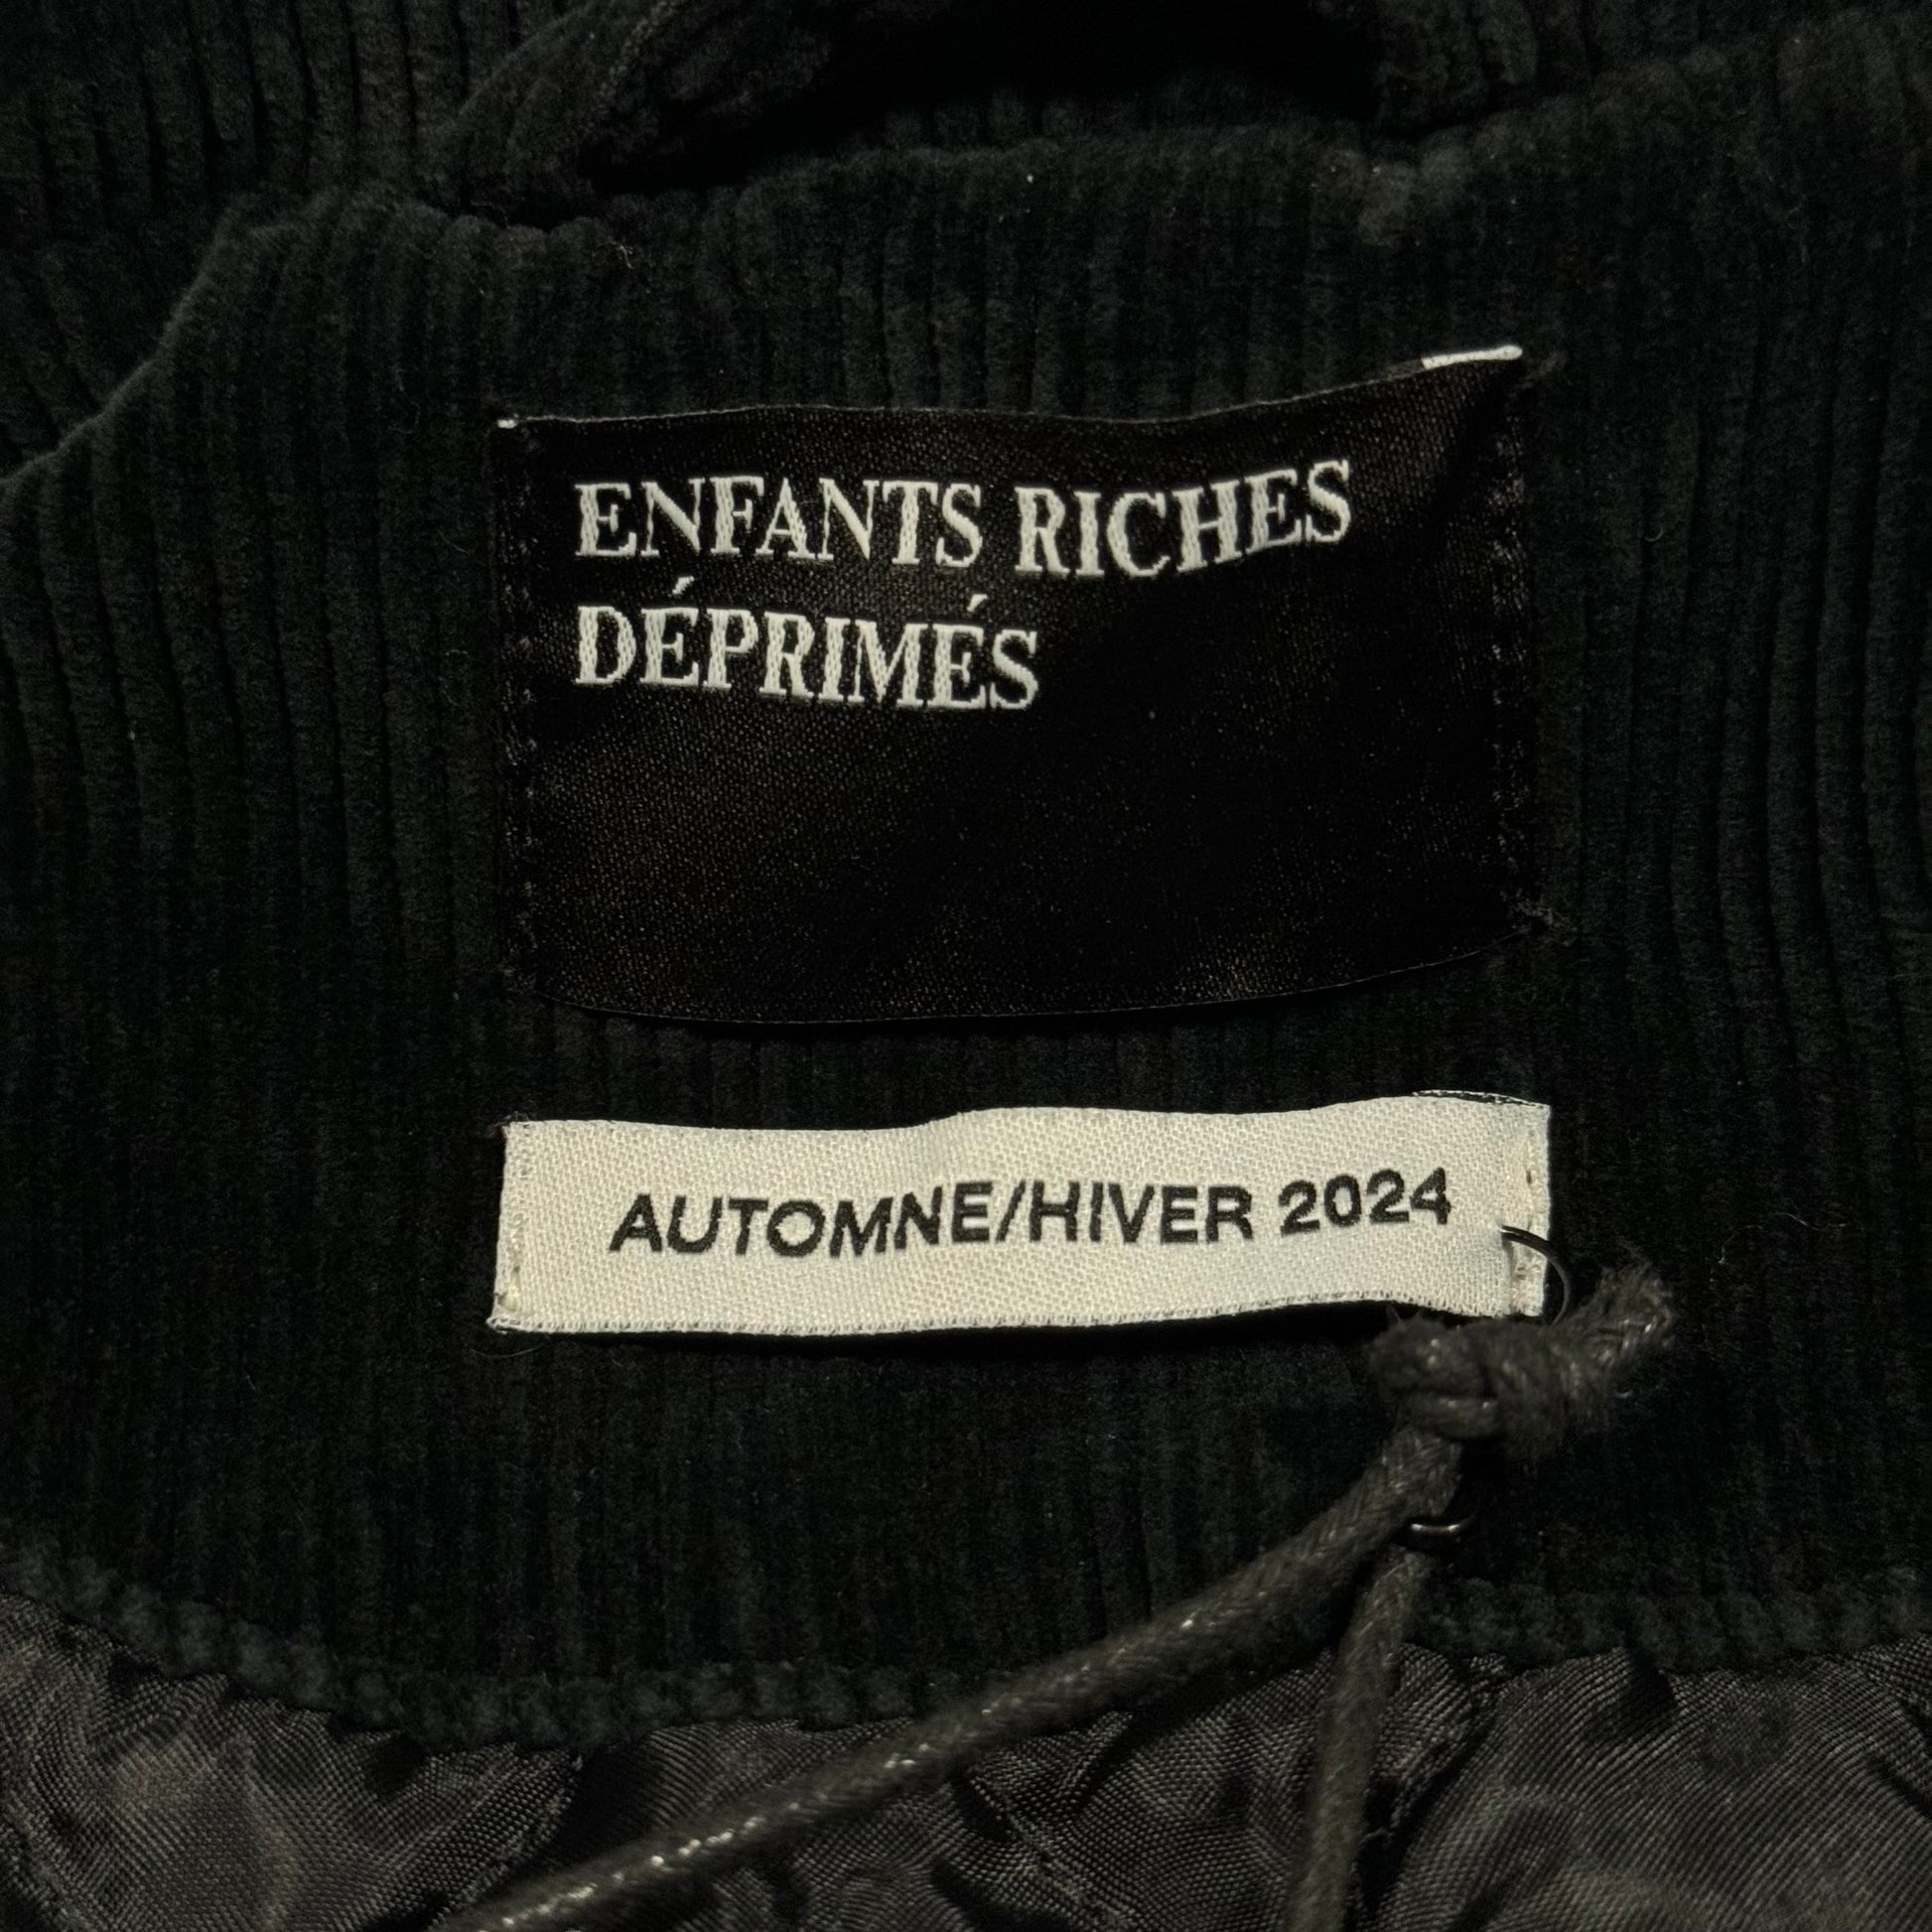 ENFANTS RICHES
DÉPRIMÉS
AUTOMNE/HIVER 2024